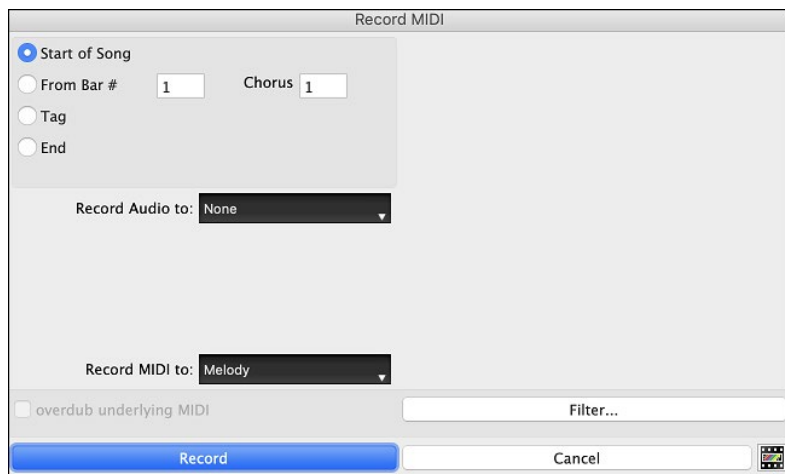 Record MIDI
Start of Song
From Bar # 1 Chorus 1
Tag
End
Record Audio to: None
Record MIDI to: Melody
overdub underlying MIDI Filter...
Record Cancel